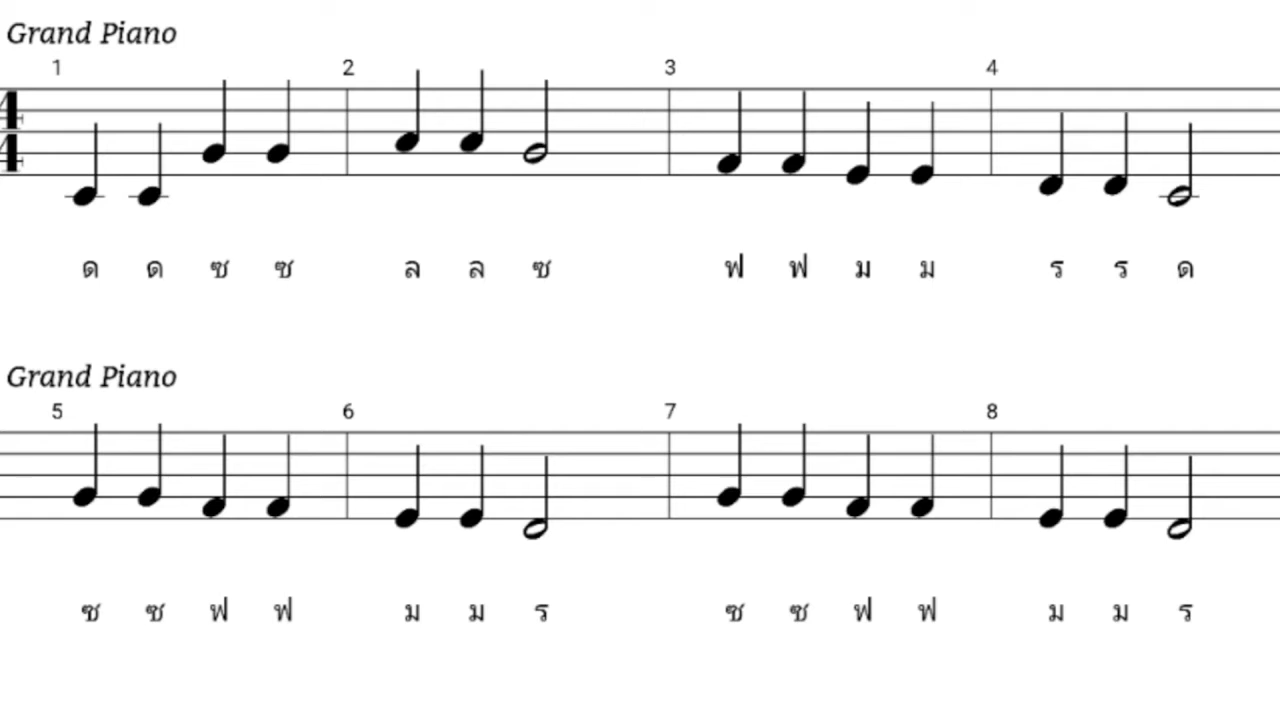 Grand Piano
1 2 3 4
4
4
ด ด ซ ซ ล ล ซ ฟ ฟ ม ม ร ร ด
Grand Piano
5 6 7 8
ซ ซ ฟ ฟ ม ม ร ซ ซ ฟ ฟ ม ม ร